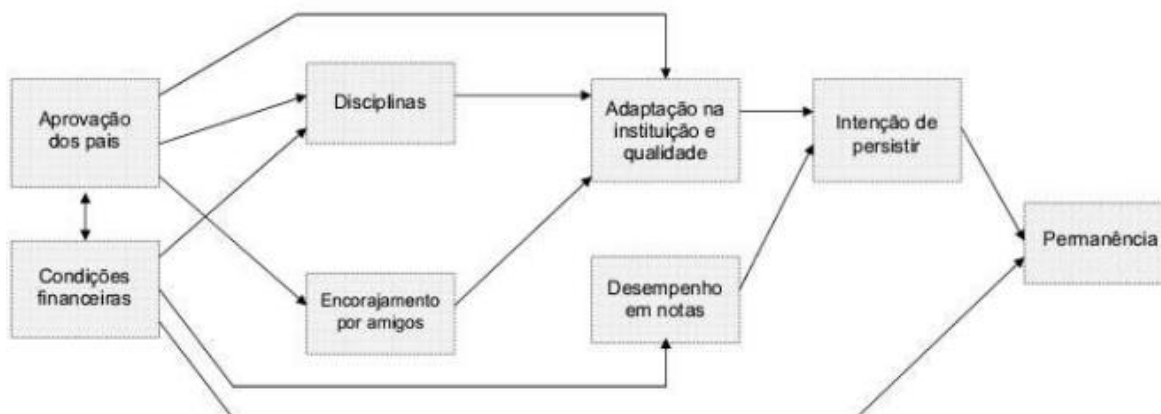 Aprovação
dos pais
Disciplinas
Adaptação na
instituição e
qualidade
Intenção de
persistir
Condições
financeiras
Encorajamento
por amigos
Desempenho
em notas
Permanência